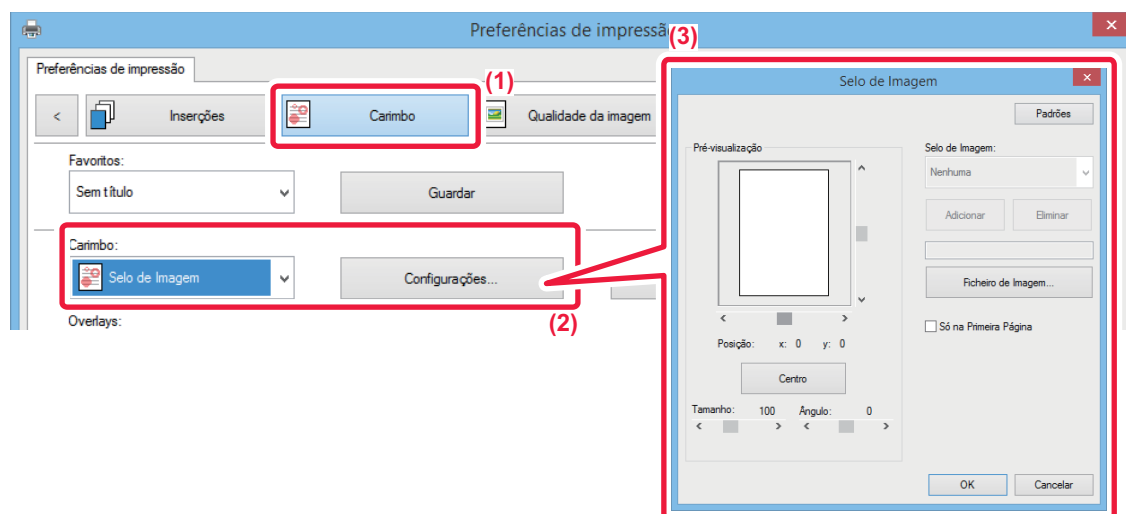 Preferências de impressã
(3)
Preferências de impressão
(1)
<
Inserções
Carimbo
Qualidade da imagem
Favoritos:
Sem título
Guardar
Carimbo:
Selo de Imagem
Configurações...
(2)
Overlays:
Selo de Imagem
Padrões
Pré-visualização
Selo de Imagem:
Nenhuma
Adicionar
Eliminar
Ficheiro de Imagem...
Só na Primeira Página
Posição: x: 0 y: 0
Centro
Tamanho: 100 Ângulo: 0
OK
Cancelar